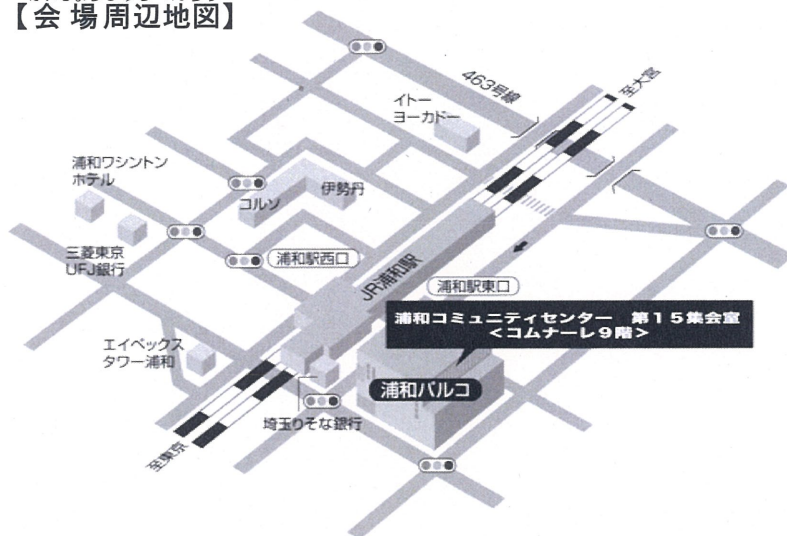 【会場周辺地図】
463号線
至大宮
イトー
ヨーカドー
浦和ワシントン
ホテル
コルソ
伊勢丹
三菱東京
UFJ銀行
浦和駅西口
JR浦和駅
浦和駅東口
浦和コミュニティセンター 第15集会室
<コムナーレ9階>
エイペックス
タワー浦和
浦和パルコ
埼玉りそな銀行
至東京